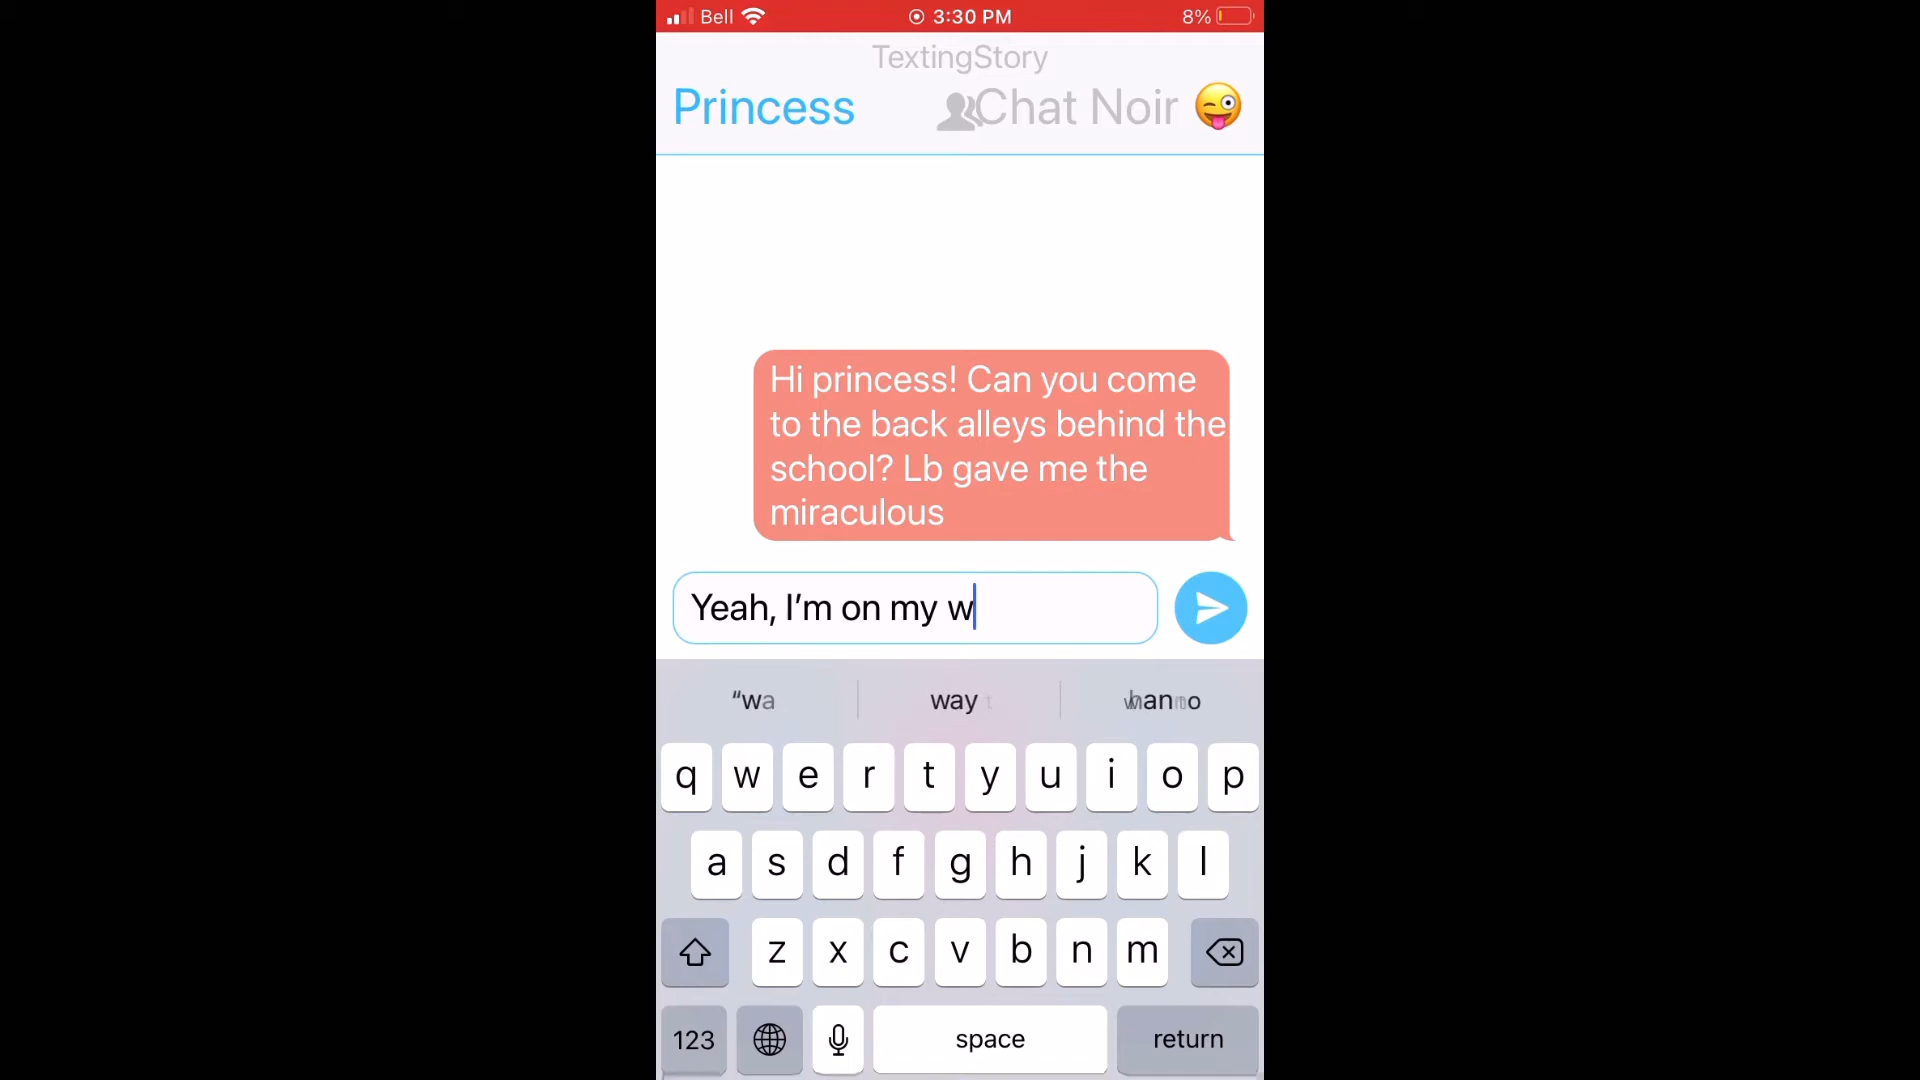 Bell 3:30 PM 8%
TextingStory
Princess Chat Noir 😜
Hi princess! Can you come
to the back alleys behind the
school? Lb gave me the
miraculous
Yeah, I’m on my w
“wa way
q w e r t y u i o p
a s d f g h j k l
z x c v b n m
123 space return